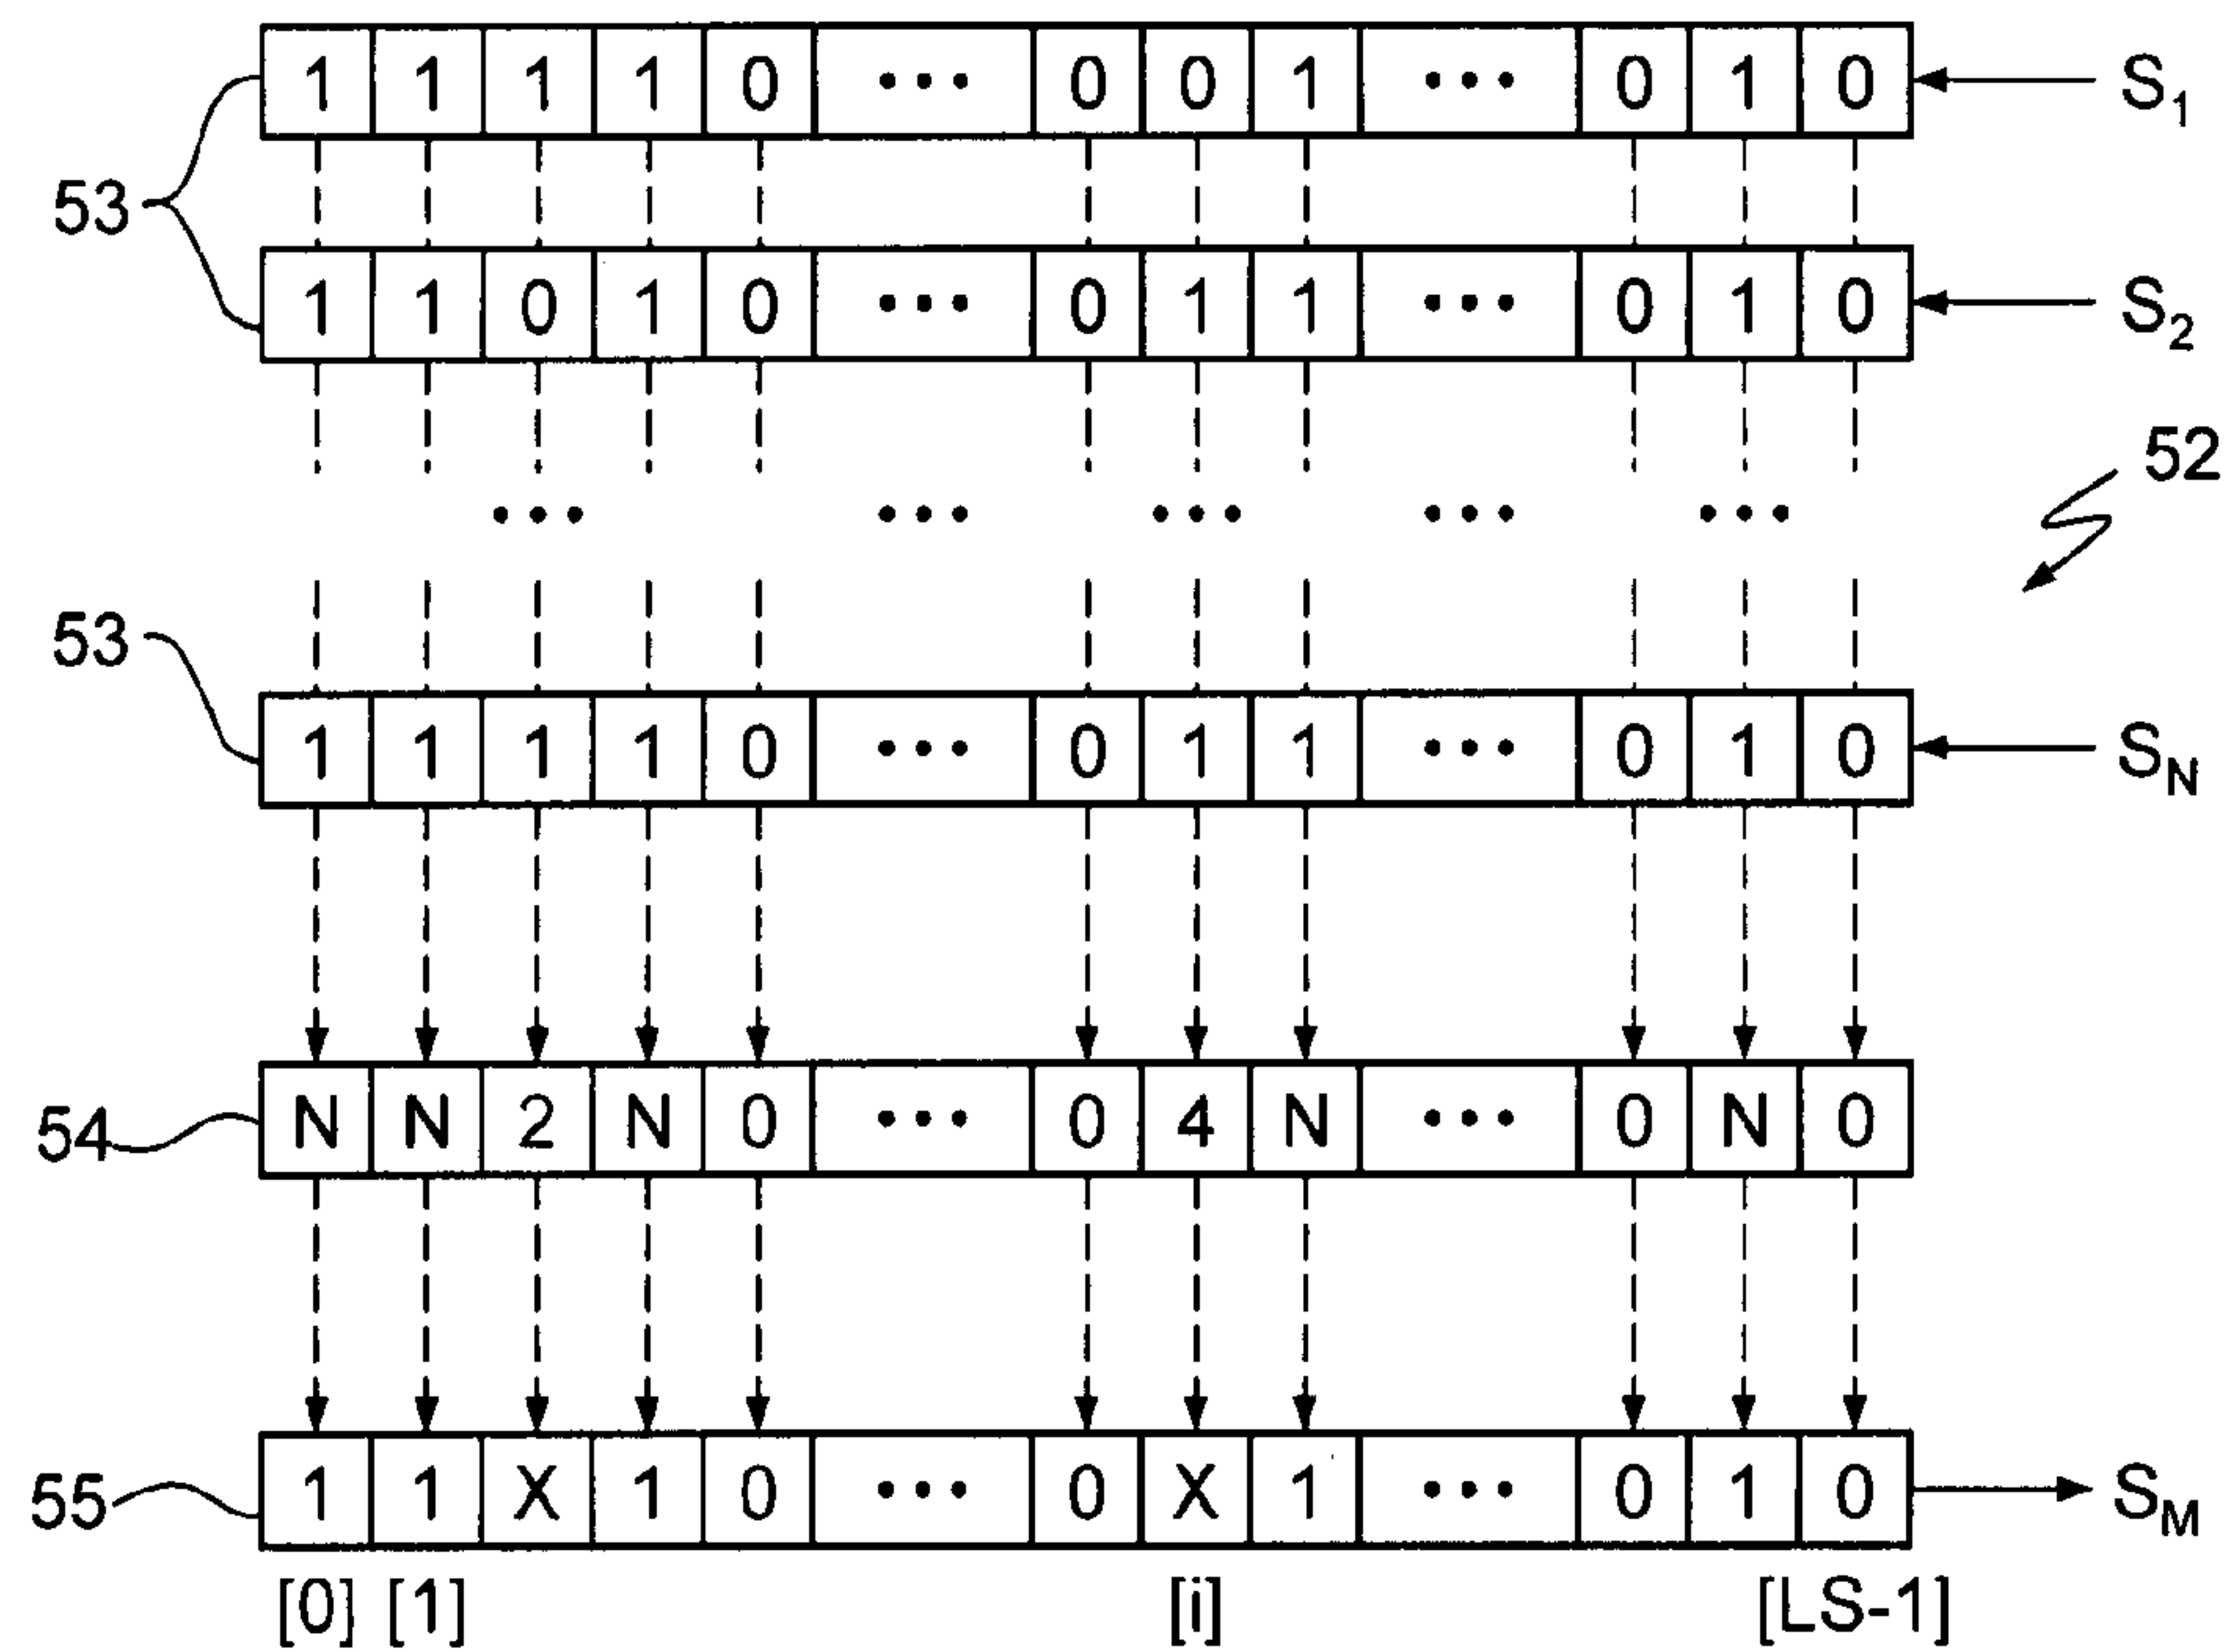 1 1 1 1 0 ... 0 0 1 ... 0 1 0 S₁
53
1 1 0 1 0 ... 0 1 1 ... 0 1 0 S₂
52
... ... ... ... ...
53
1 1 1 1 0 ... 0 1 1 ... 0 1 0 S_N
54 N N 2 N 0 ... 0 4 N ... 0 N 0
55 1 1 X 1 0 ... 0 X 1 ... 0 1 0 S_M
[0] [1] [i] [LS-1]